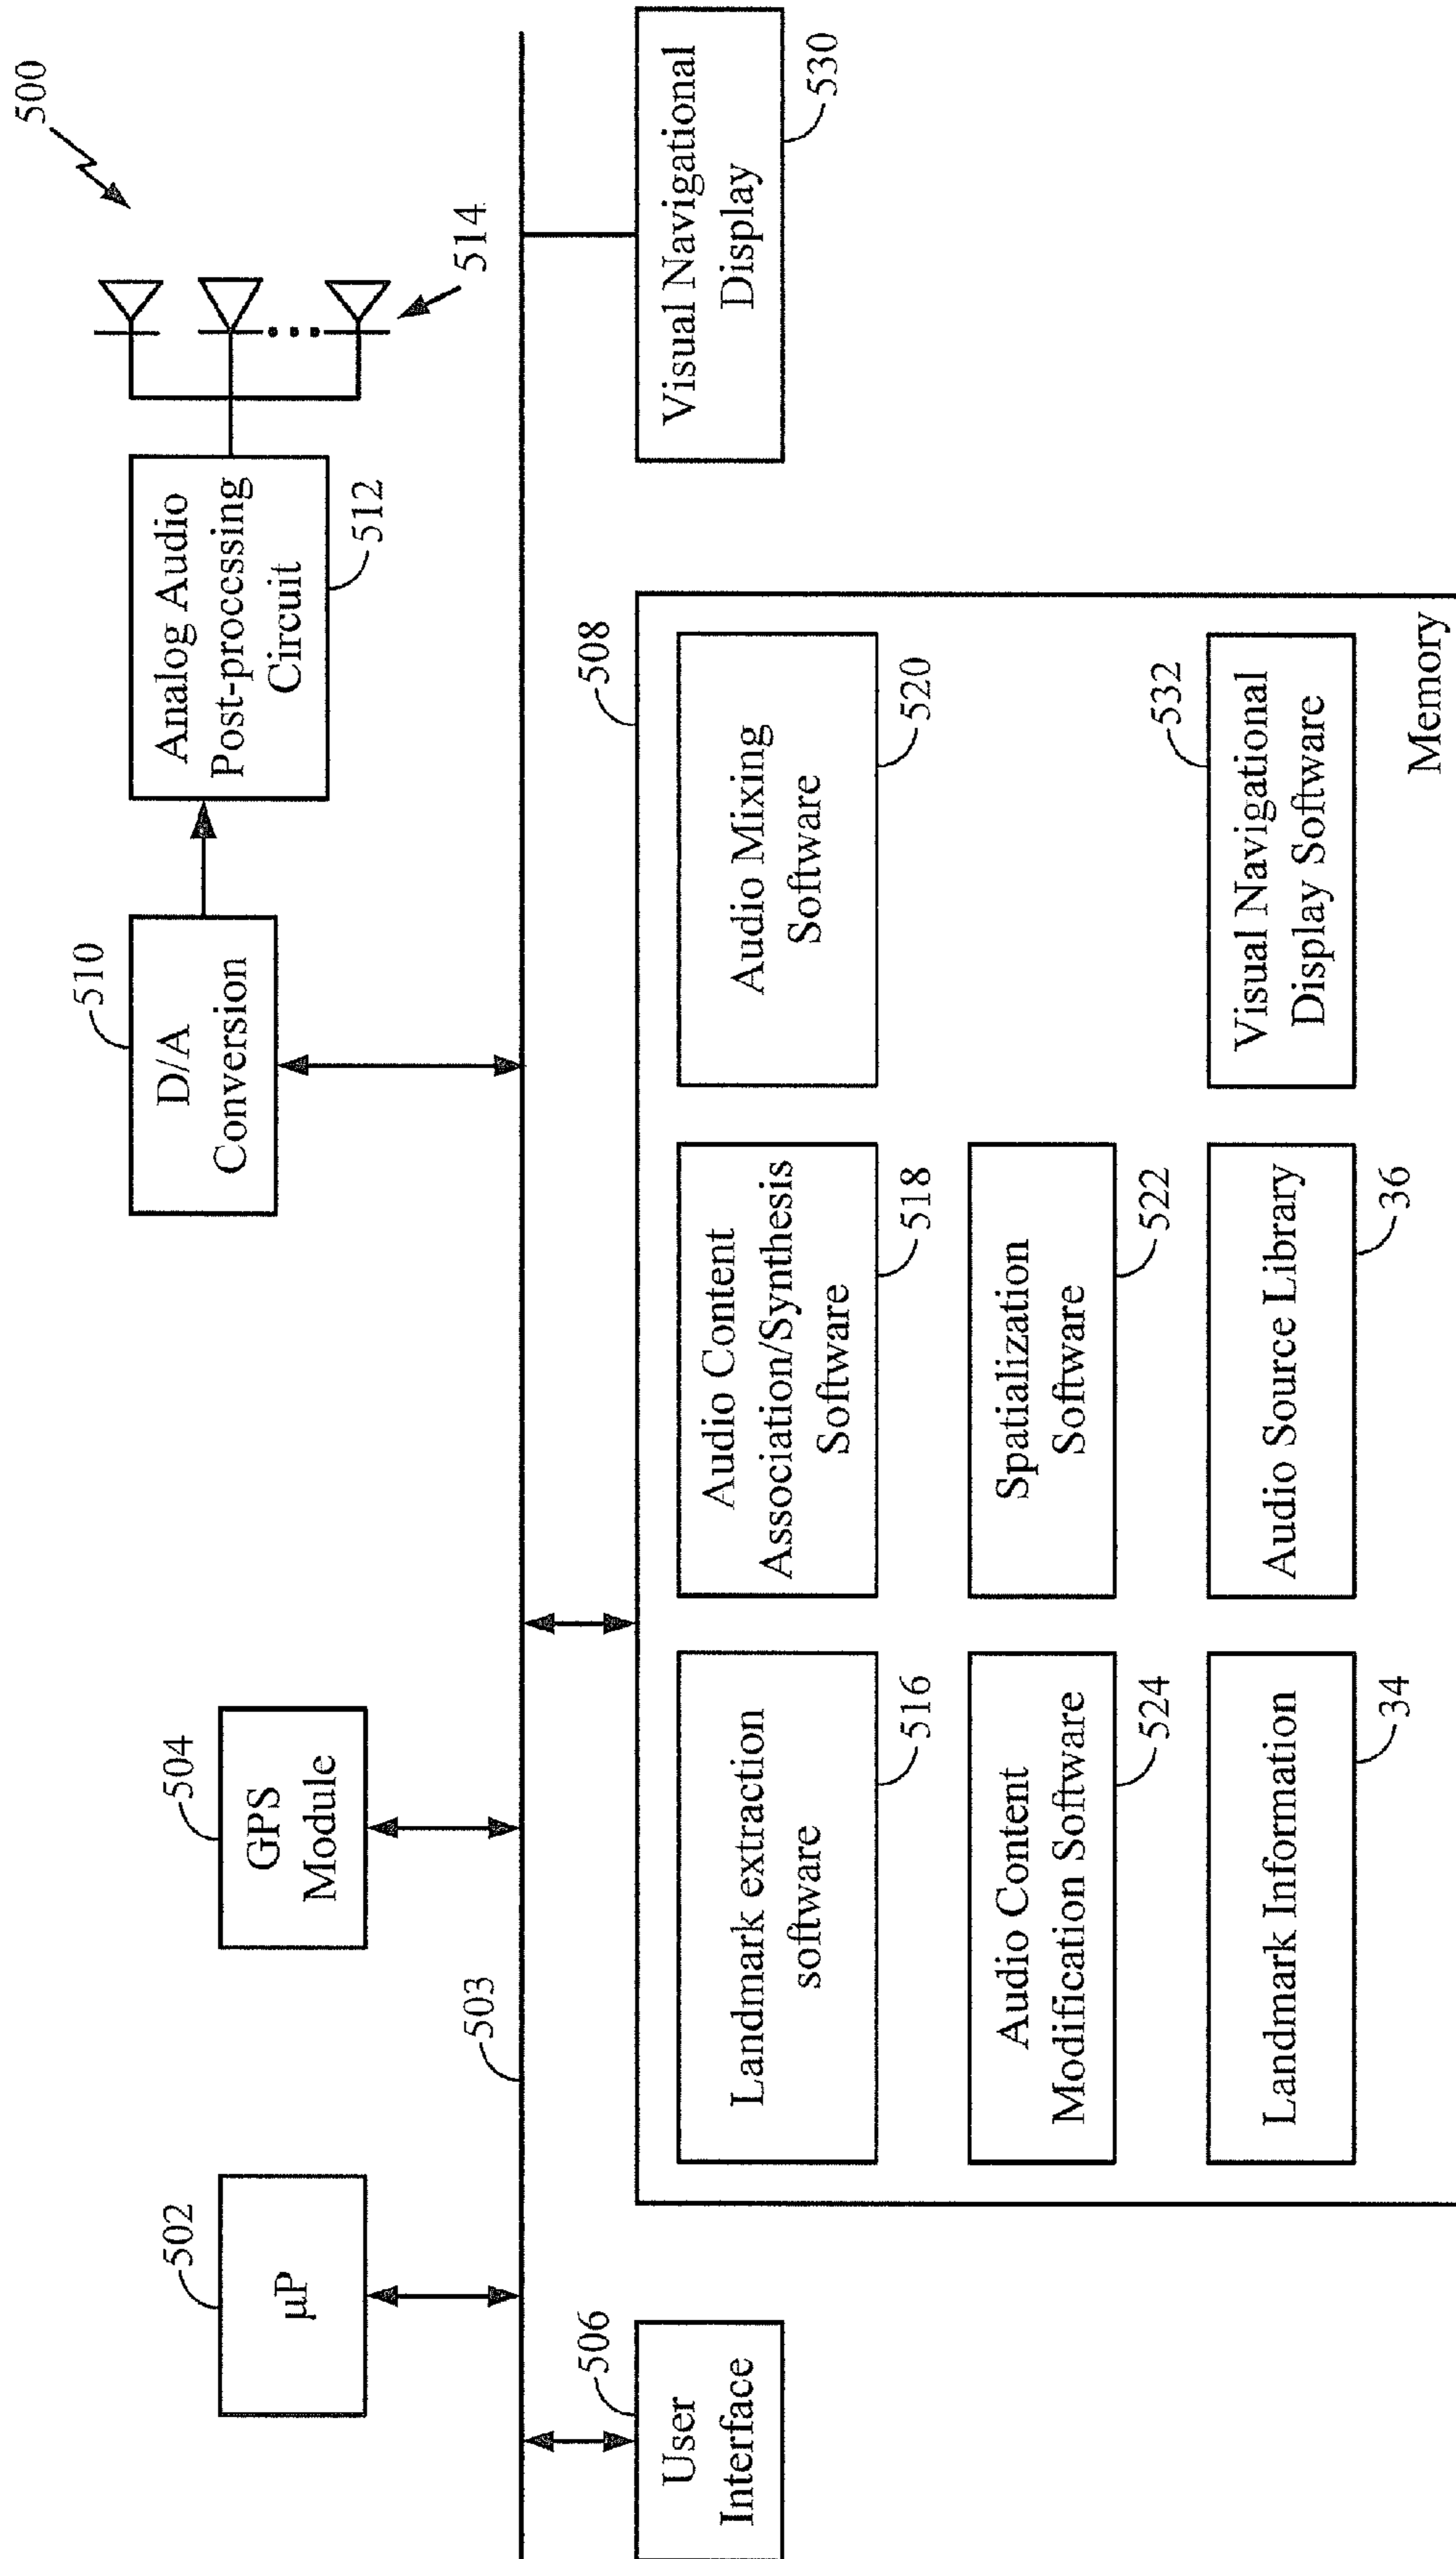 500
510
D/A
Conversion
Analog Audio
Post-processing
Circuit
512
514
502
μP
504
GPS
Module
503
506
User
Interface
508
Landmark extraction
software
516
Audio Content
Association/Synthesis
Software
518
Audio Mixing
Software
520
Audio Content
Modification Software
524
Spatialization
Software
522
Landmark Information
34
Audio Source Library
36
532
Visual Navigational
Display Software
Memory
Visual Navigational
Display
530